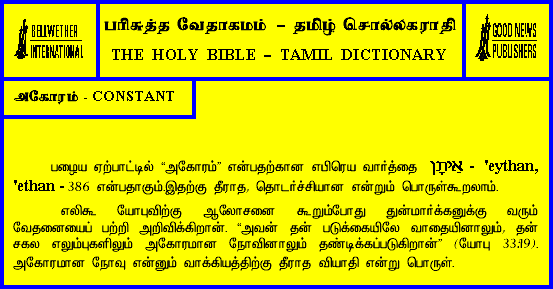 BELLWETHER
INTERNATIONAL
பரிசுத்த வேதாகமம் – தமிழ் சொல்லகராதி
THE HOLY BIBLE – TAMIL DICTIONARY
GOOD NEWS
PUBLISHERS
அகோரம் - CONSTANT
பழைய ஏற்பாட்டில் “அகோரம்” என்பதற்கான எபிரெய வார்த்தை אֵיתָן - 'eythan,
'ethan - 386 என்பதாகும்.இதற்கு தீராத, தொடர்ச்சியான என்றும் பொருள்கூறலாம்.
எலிகூ யோபுவிற்கு ஆலோசனை கூறும்போது துன்மார்க்கனுக்கு வரும்
வேதனையைப் பற்றி அறிவிக்கிறான். “அவன் தன் படுக்கையிலே வாதையினாலும், தன்
சகல எலும்புகளிலும் அகோரமான நோவினாலும் தண்டிக்கப்படுகிறான்” (யோபு 33:19).
அகோரமான நோவு என்னும் வாக்கியத்திற்கு தீராத வியாதி என்று பொருள்.